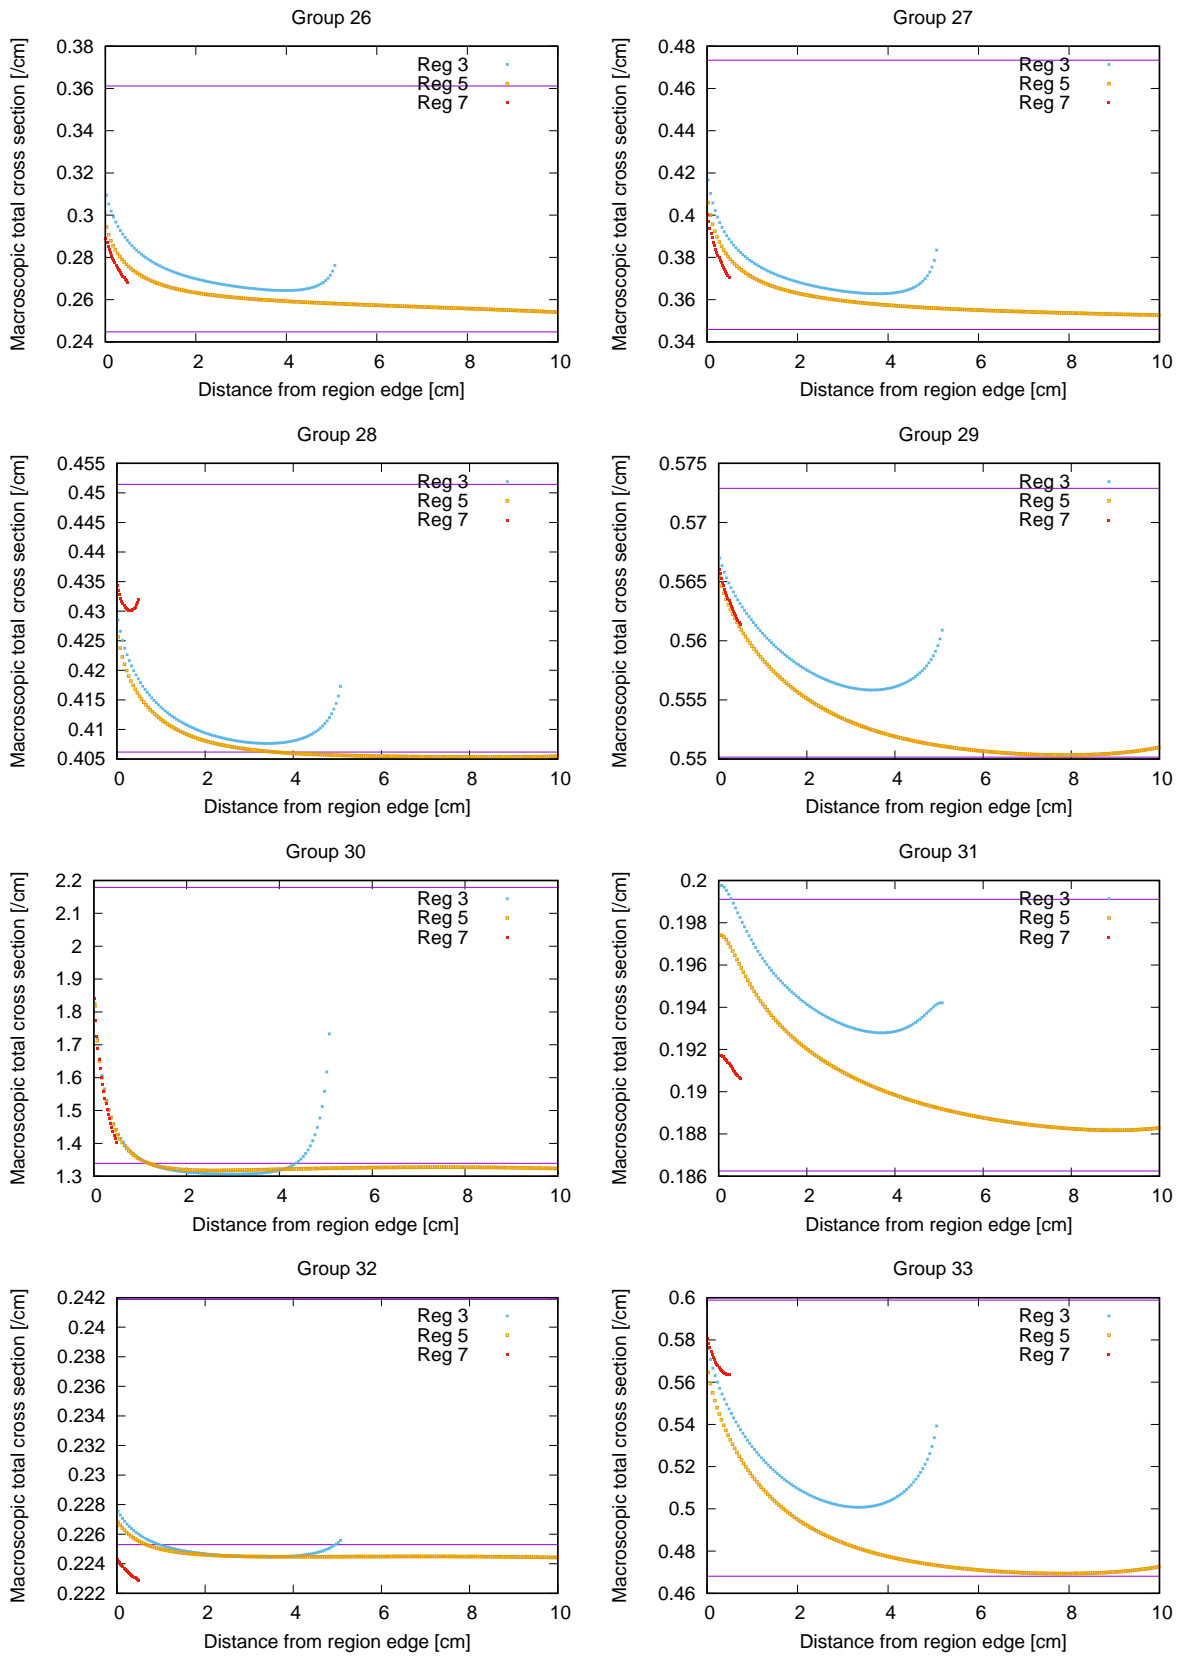 Group 26
Macroscopic total cross section [/cm]
0.38
0.36
0.34
0.32
0.3
0.28
0.26
0.24
0 2 4 6 8 10
Distance from region edge [cm]
Reg 3
Reg 5
Reg 7
Group 27
Macroscopic total cross section [/cm]
0.48
0.46
0.44
0.42
0.4
0.38
0.36
0.34
0 2 4 6 8 10
Distance from region edge [cm]
Reg 3
Reg 5
Reg 7
Group 28
Macroscopic total cross section [/cm]
0.455
0.45
0.445
0.44
0.435
0.43
0.425
0.42
0.415
0.41
0.405
0 2 4 6 8 10
Distance from region edge [cm]
Reg 3
Reg 5
Reg 7
Group 29
Macroscopic total cross section [/cm]
0.575
0.57
0.565
0.56
0.555
0.55
0 2 4 6 8 10
Distance from region edge [cm]
Reg 3
Reg 5
Reg 7
Group 30
Macroscopic total cross section [/cm]
2.2
2.1
2
1.9
1.8
1.7
1.6
1.5
1.4
1.3
0 2 4 6 8 10
Distance from region edge [cm]
Reg 3
Reg 5
Reg 7
Group 31
Macroscopic total cross section [/cm]
0.2
0.198
0.196
0.194
0.192
0.19
0.188
0.186
0 2 4 6 8 10
Distance from region edge [cm]
Reg 3
Reg 5
Reg 7
Group 32
Macroscopic total cross section [/cm]
0.242
0.24
0.238
0.236
0.234
0.232
0.23
0.228
0.226
0.224
0.222
0 2 4 6 8 10
Distance from region edge [cm]
Reg 3
Reg 5
Reg 7
Group 33
Macroscopic total cross section [/cm]
0.6
0.58
0.56
0.54
0.52
0.5
0.48
0.46
0 2 4 6 8 10
Distance from region edge [cm]
Reg 3
Reg 5
Reg 7